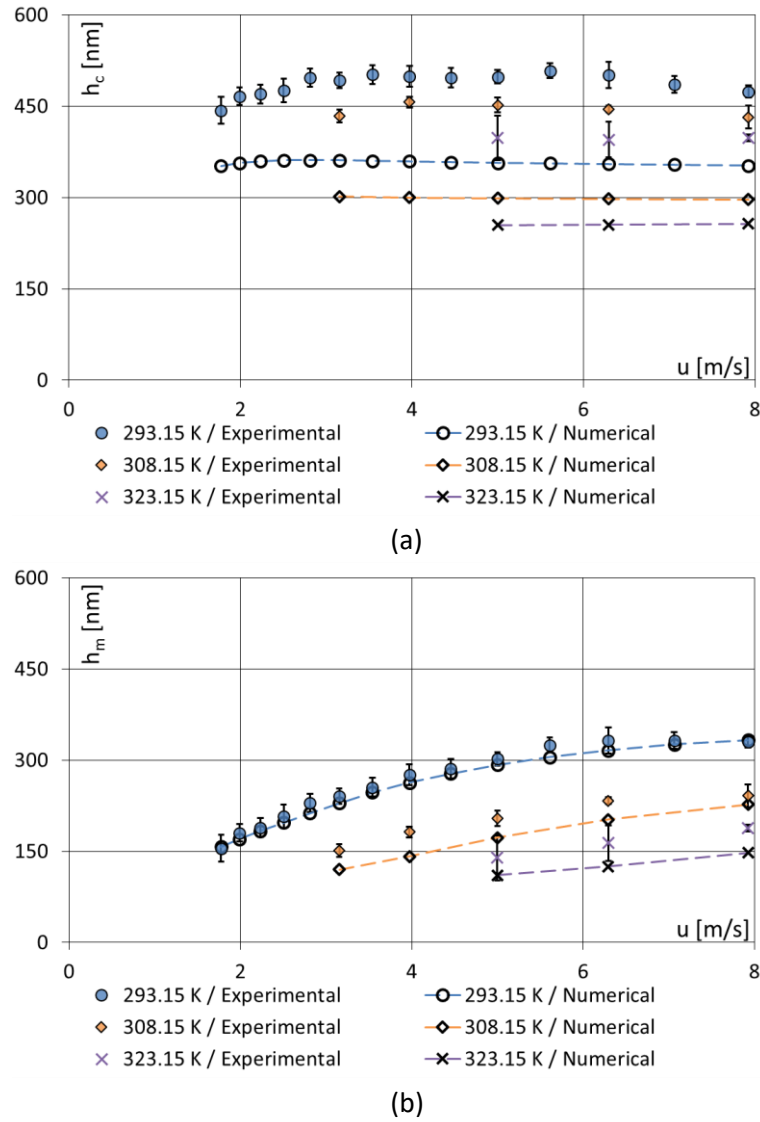 600
h_c [nm]
450
300
150
u [m/s]
0
0 2 4 6 8
293.15 K / Experimental 293.15 K / Numerical
308.15 K / Experimental 308.15 K / Numerical
323.15 K / Experimental 323.15 K / Numerical
(a)
600
h_m [nm]
450
300
150
u [m/s]
0
0 2 4 6 8
293.15 K / Experimental 293.15 K / Numerical
308.15 K / Experimental 308.15 K / Numerical
323.15 K / Experimental 323.15 K / Numerical
(b)